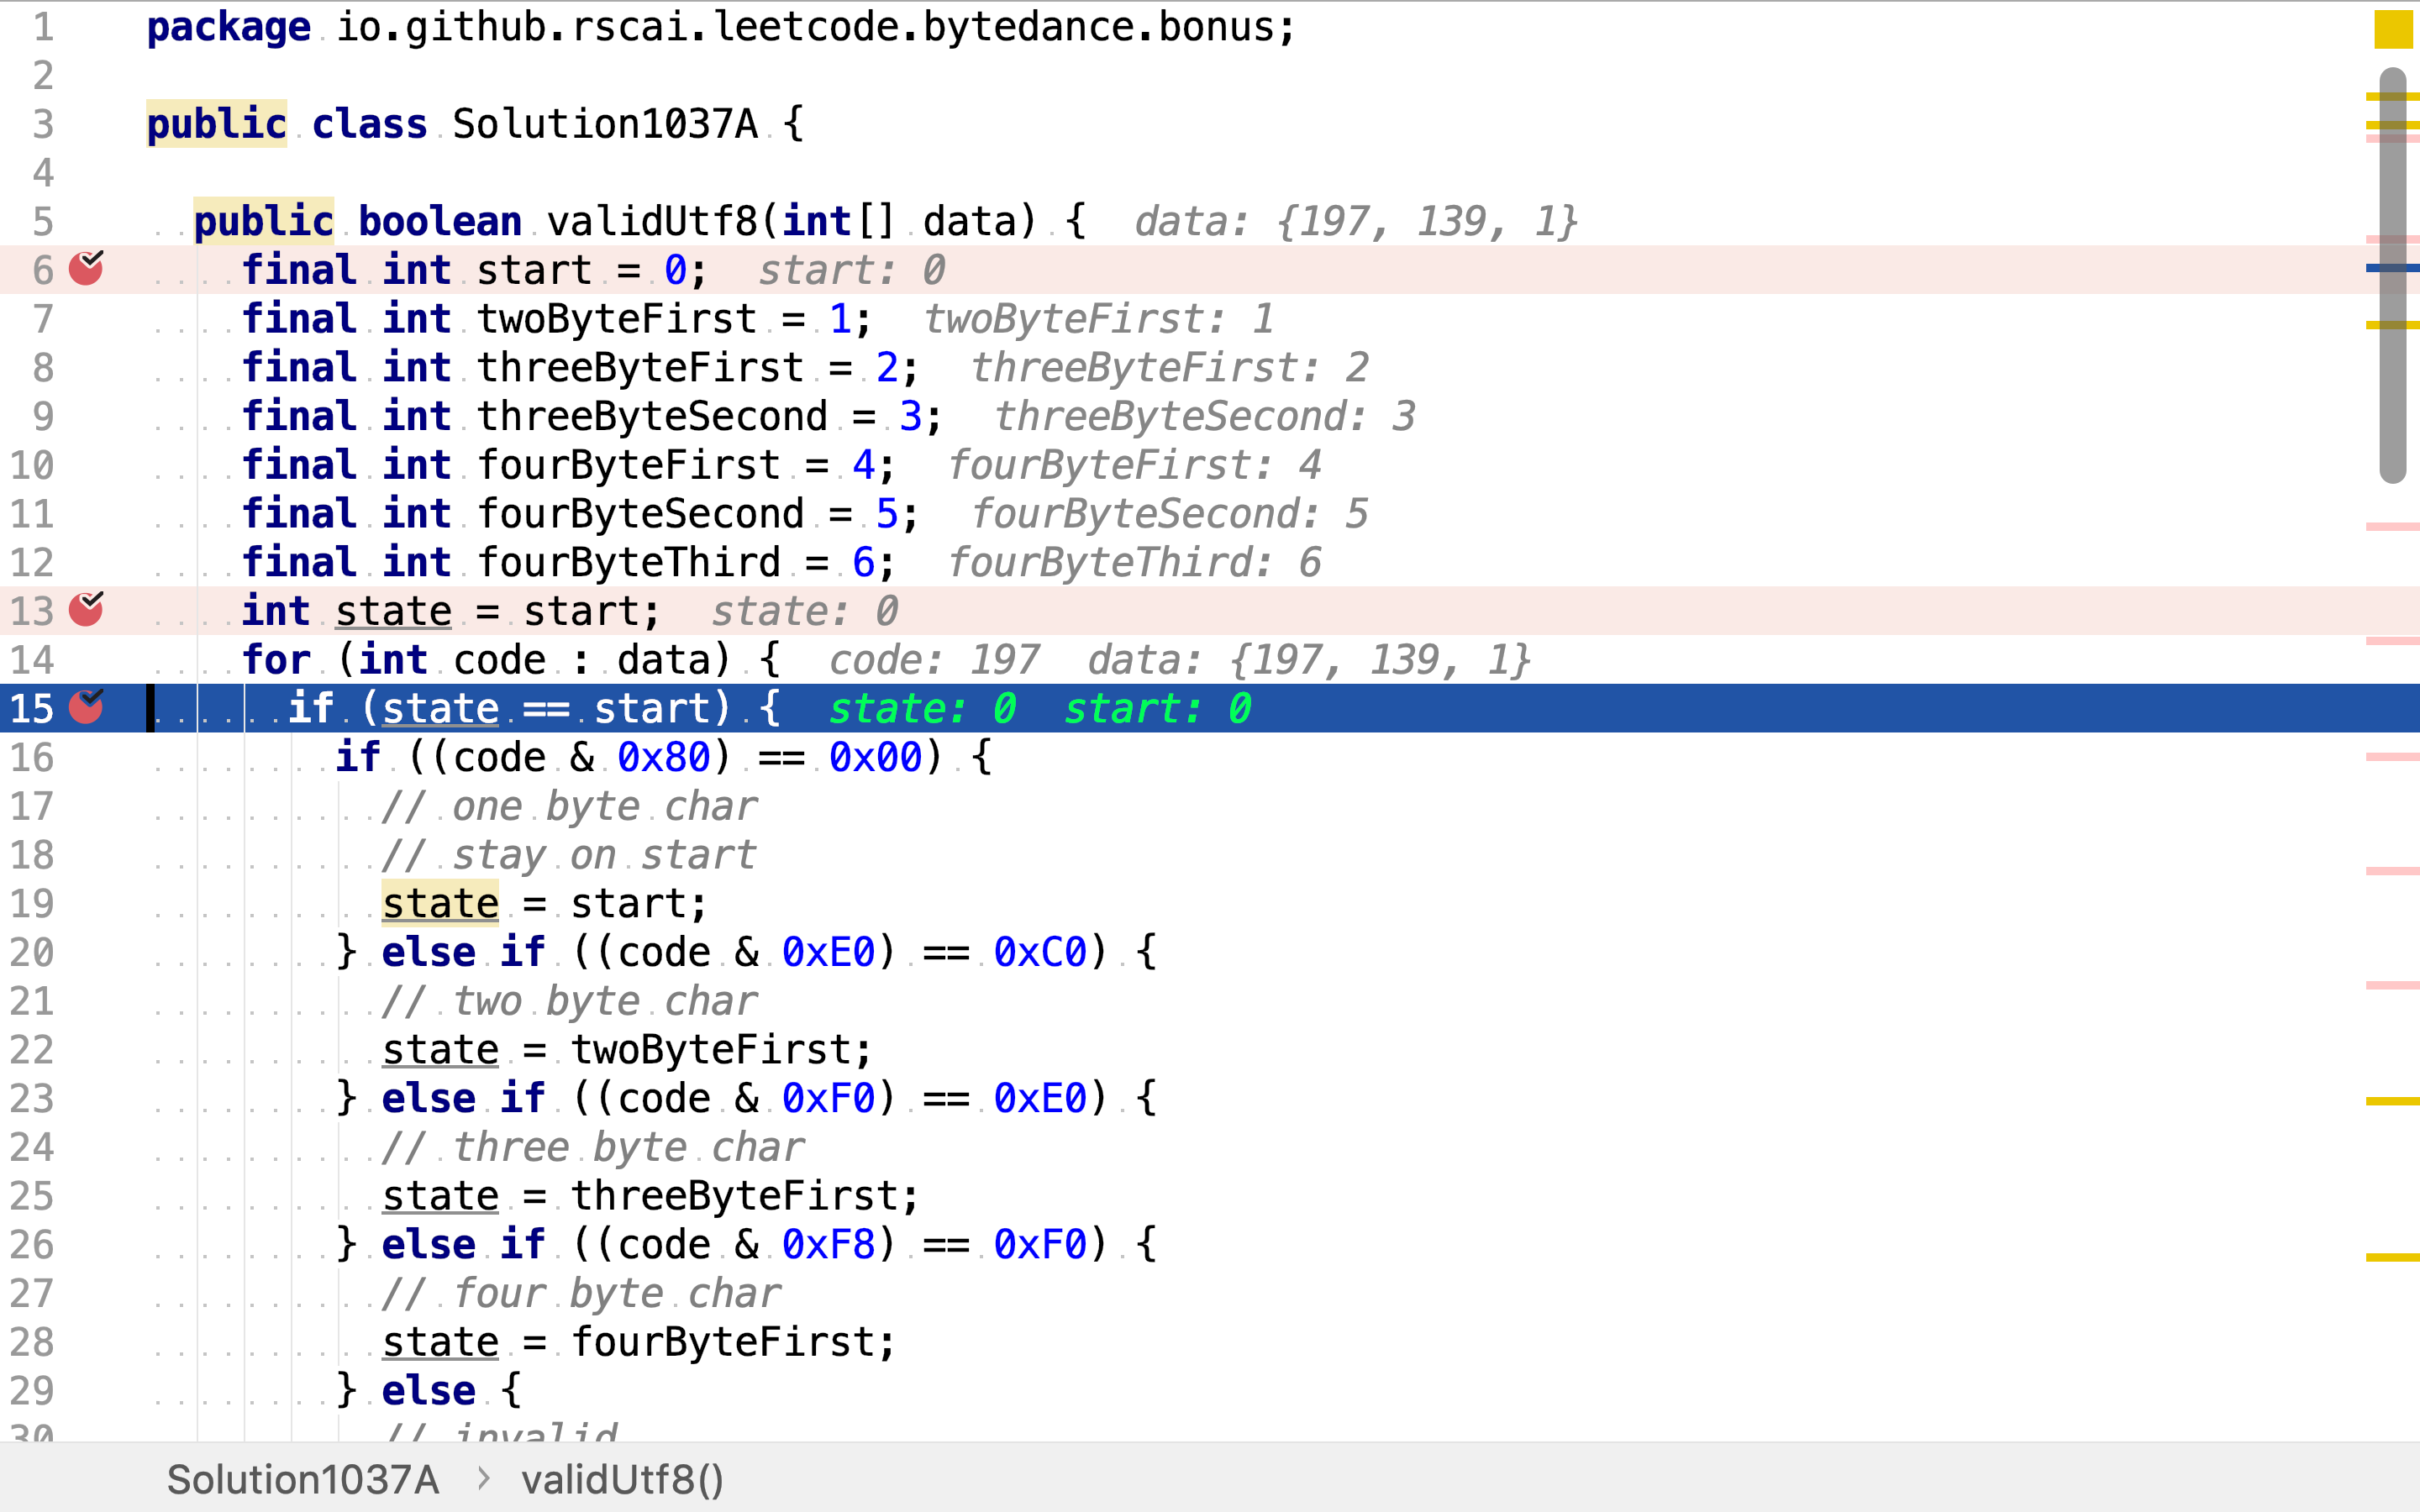 1 package io.github.rscai.leetcode.bytedance.bonus;
2
3 public class Solution1037A {
4
5 public boolean validUtf8(int[] data) { data: {197, 139, 1}
6 final int start = 0; start: 0
7 final int twoByteFirst = 1; twoByteFirst: 1
8 final int threeByteFirst = 2; threeByteFirst: 2
9 final int threeByteSecond = 3; threeByteSecond: 3
10 final int fourByteFirst = 4; fourByteFirst: 4
11 final int fourByteSecond = 5; fourByteSecond: 5
12 final int fourByteThird = 6; fourByteThird: 6
13 int state = start; state: 0
14 for (int code : data) { code: 197 data: {197, 139, 1}
15 if (state == start) { state: 0 start: 0
16 if ((code & 0x80) == 0x00) {
17 // one byte char
18 // stay on start
19 state = start;
20 } else if ((code & 0xE0) == 0xC0) {
21 // two byte char
22 state = twoByteFirst;
23 } else if ((code & 0xF0) == 0xE0) {
24 // three byte char
25 state = threeByteFirst;
26 } else if ((code & 0xF8) == 0xF0) {
27 // four byte char
28 state = fourByteFirst;
29 } else {
30 // invalid
Solution1037A > validUtf8()